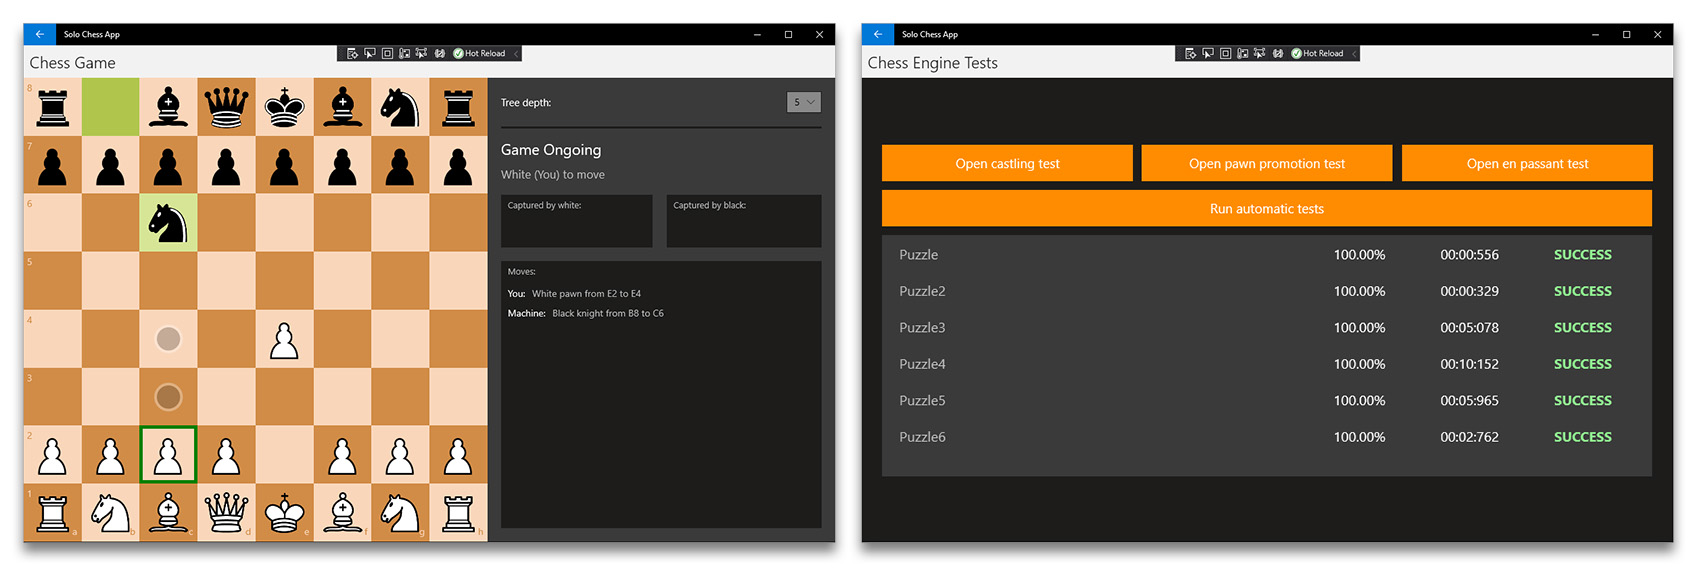 Solo Chess App
Hot Reload
Chess Game
8
7
6
5
4
3
2
1
a b c d e f g h
Tree depth: 5
Game Ongoing
White (You) to move
Captured by white: Captured by black:
Moves:
You: White pawn from E2 to E4
Machine: Black knight from B8 to C6
Solo Chess App
Hot Reload
Chess Engine Tests
Open castling test Open pawn promotion test Open en passant test
Run automatic tests
Puzzle 100.00% 00:00:556 SUCCESS
Puzzle2 100.00% 00:00:329 SUCCESS
Puzzle3 100.00% 00:05:078 SUCCESS
Puzzle4 100.00% 00:10:152 SUCCESS
Puzzle5 100.00% 00:05:965 SUCCESS
Puzzle6 100.00% 00:02:762 SUCCESS